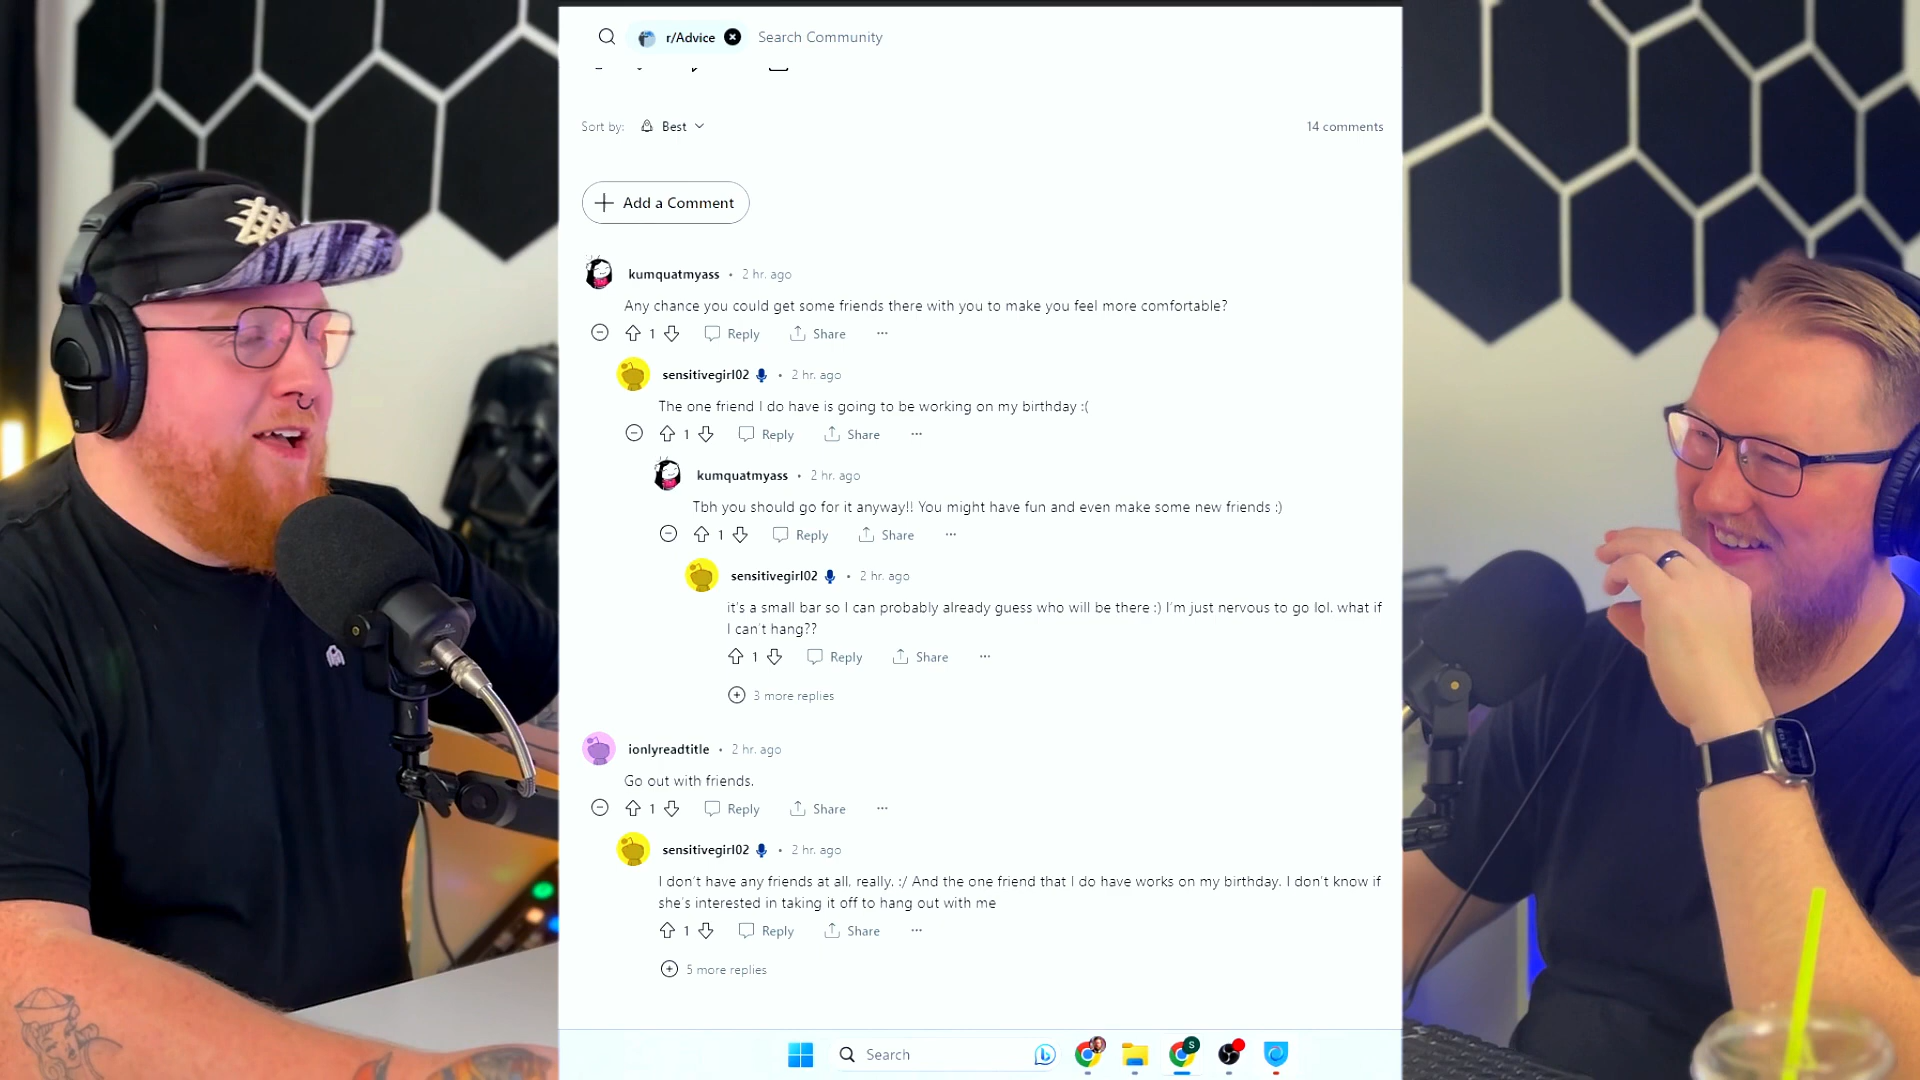 r/Advice Search Community
Sort by: Best 14 comments
Add a Comment
kumquatmyass • 2 hr. ago
Any chance you could get some friends there with you to make you feel more comfortable?
1 Reply Share ...
sensitivegirl02 • 2 hr. ago
The one friend I do have is going to be working on my birthday :(
1 Reply Share ...
kumquatmyass • 2 hr. ago
Tbh you should go for it anyway!! You might have fun and even make some new friends :)
1 Reply Share ...
sensitivegirl02 • 2 hr. ago
it's a small bar so I can probably already guess who will be there :) I'm just nervous to go lol. what if
I can't hang??
1 Reply Share ...
3 more replies
ionlyreadtitle • 2 hr. ago
Go out with friends.
1 Reply Share ...
sensitivegirl02 • 2 hr. ago
I don't have any friends at all, really. :/ And the one friend that I do have works on my birthday. I don't know if
she's interested in taking it off to hang out with me
1 Reply Share ...
5 more replies
Search
S